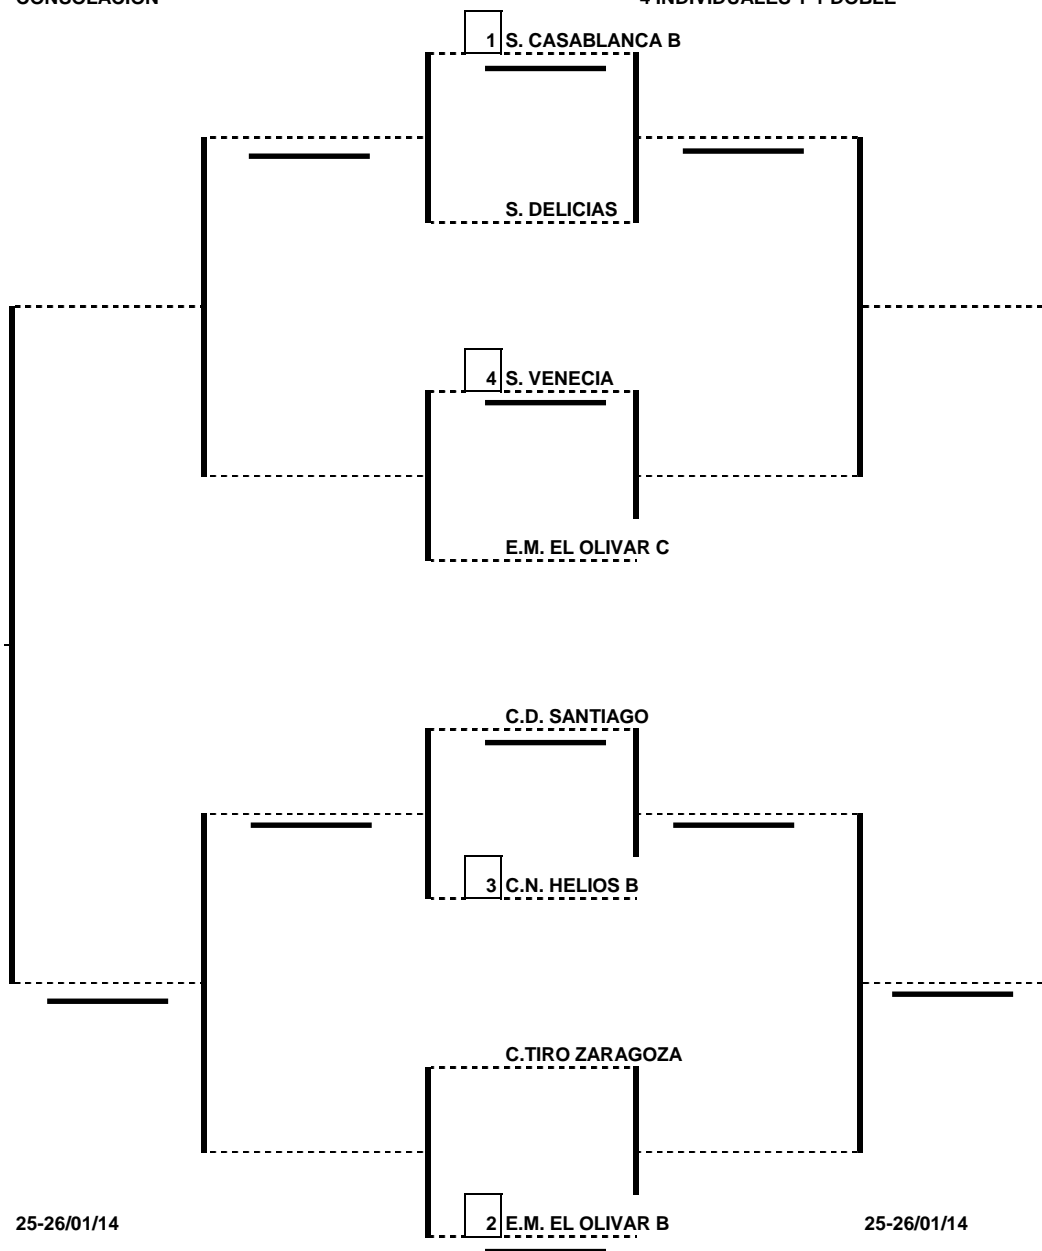 1 S. CASABLANCA B
S. DELICIAS
4 S. VENECIA
E.M. EL OLIVAR C
C.D. SANTIAGO
3 C.N. HELIOS B
C.TIRO ZARAGOZA
2 E.M. EL OLIVAR B
25-26/01/14
25-26/01/14